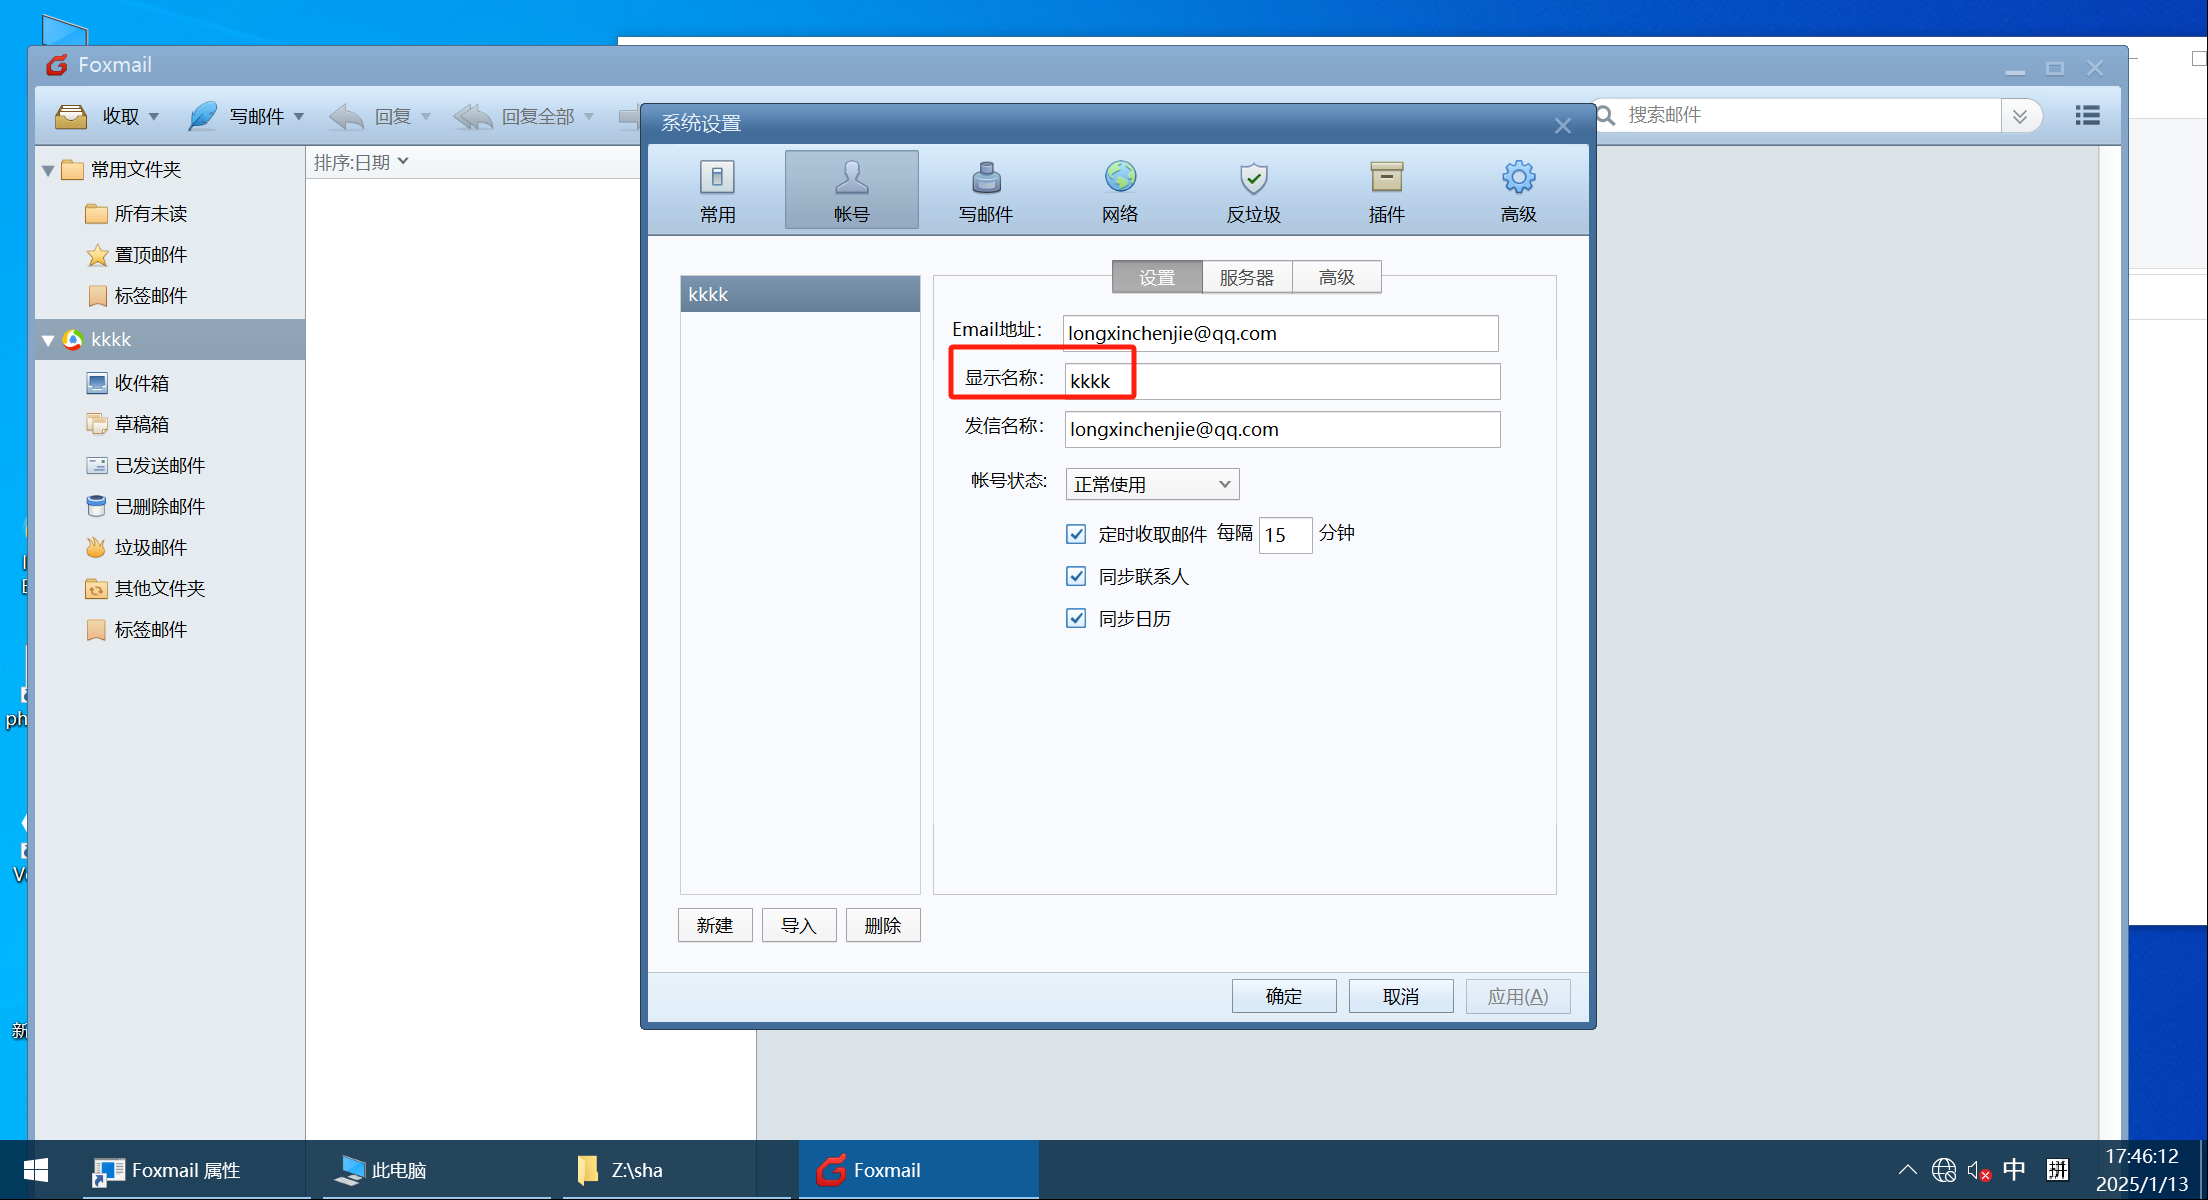 Foxmail
收取
写邮件
回复
回复全部
搜索邮件
常用文件夹
所有未读
置顶邮件
标签邮件
kkkk
收件箱
草稿箱
已发送邮件
已删除邮件
垃圾邮件
其他文件夹
标签邮件
排序:日期
系统设置
常用
帐号
写邮件
网络
反垃圾
插件
高级
kkkk
设置
服务器
高级
Email地址:
longxinchenjie@qq.com
显示名称:
kkkk
发信名称:
longxinchenjie@qq.com
帐号状态:
正常使用
定时收取邮件 每隔 15 分钟
同步联系人
同步日历
新建
导入
删除
确定
取消
应用(A)
ph
新
Foxmail 属性
此电脑
Z:\sha
Foxmail
中
拼
17:46:12
2025/1/13